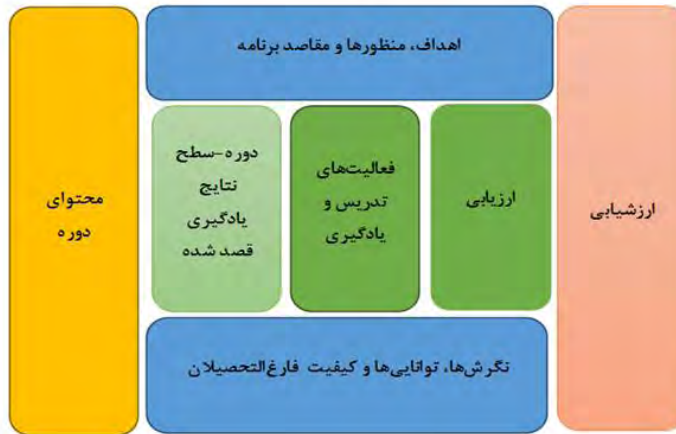 اهداف، منظورها و مقاصد برنامه
ارزشیابی
ارزیابی
فعالیت‌های
تدریس و
یادگیری
دوره-سطح
نتایج
یادگیری
قصد شده
محتوای
دوره
نگرش‌ها، توانایی‌ها و کیفیت فارغ‌التحصیلان